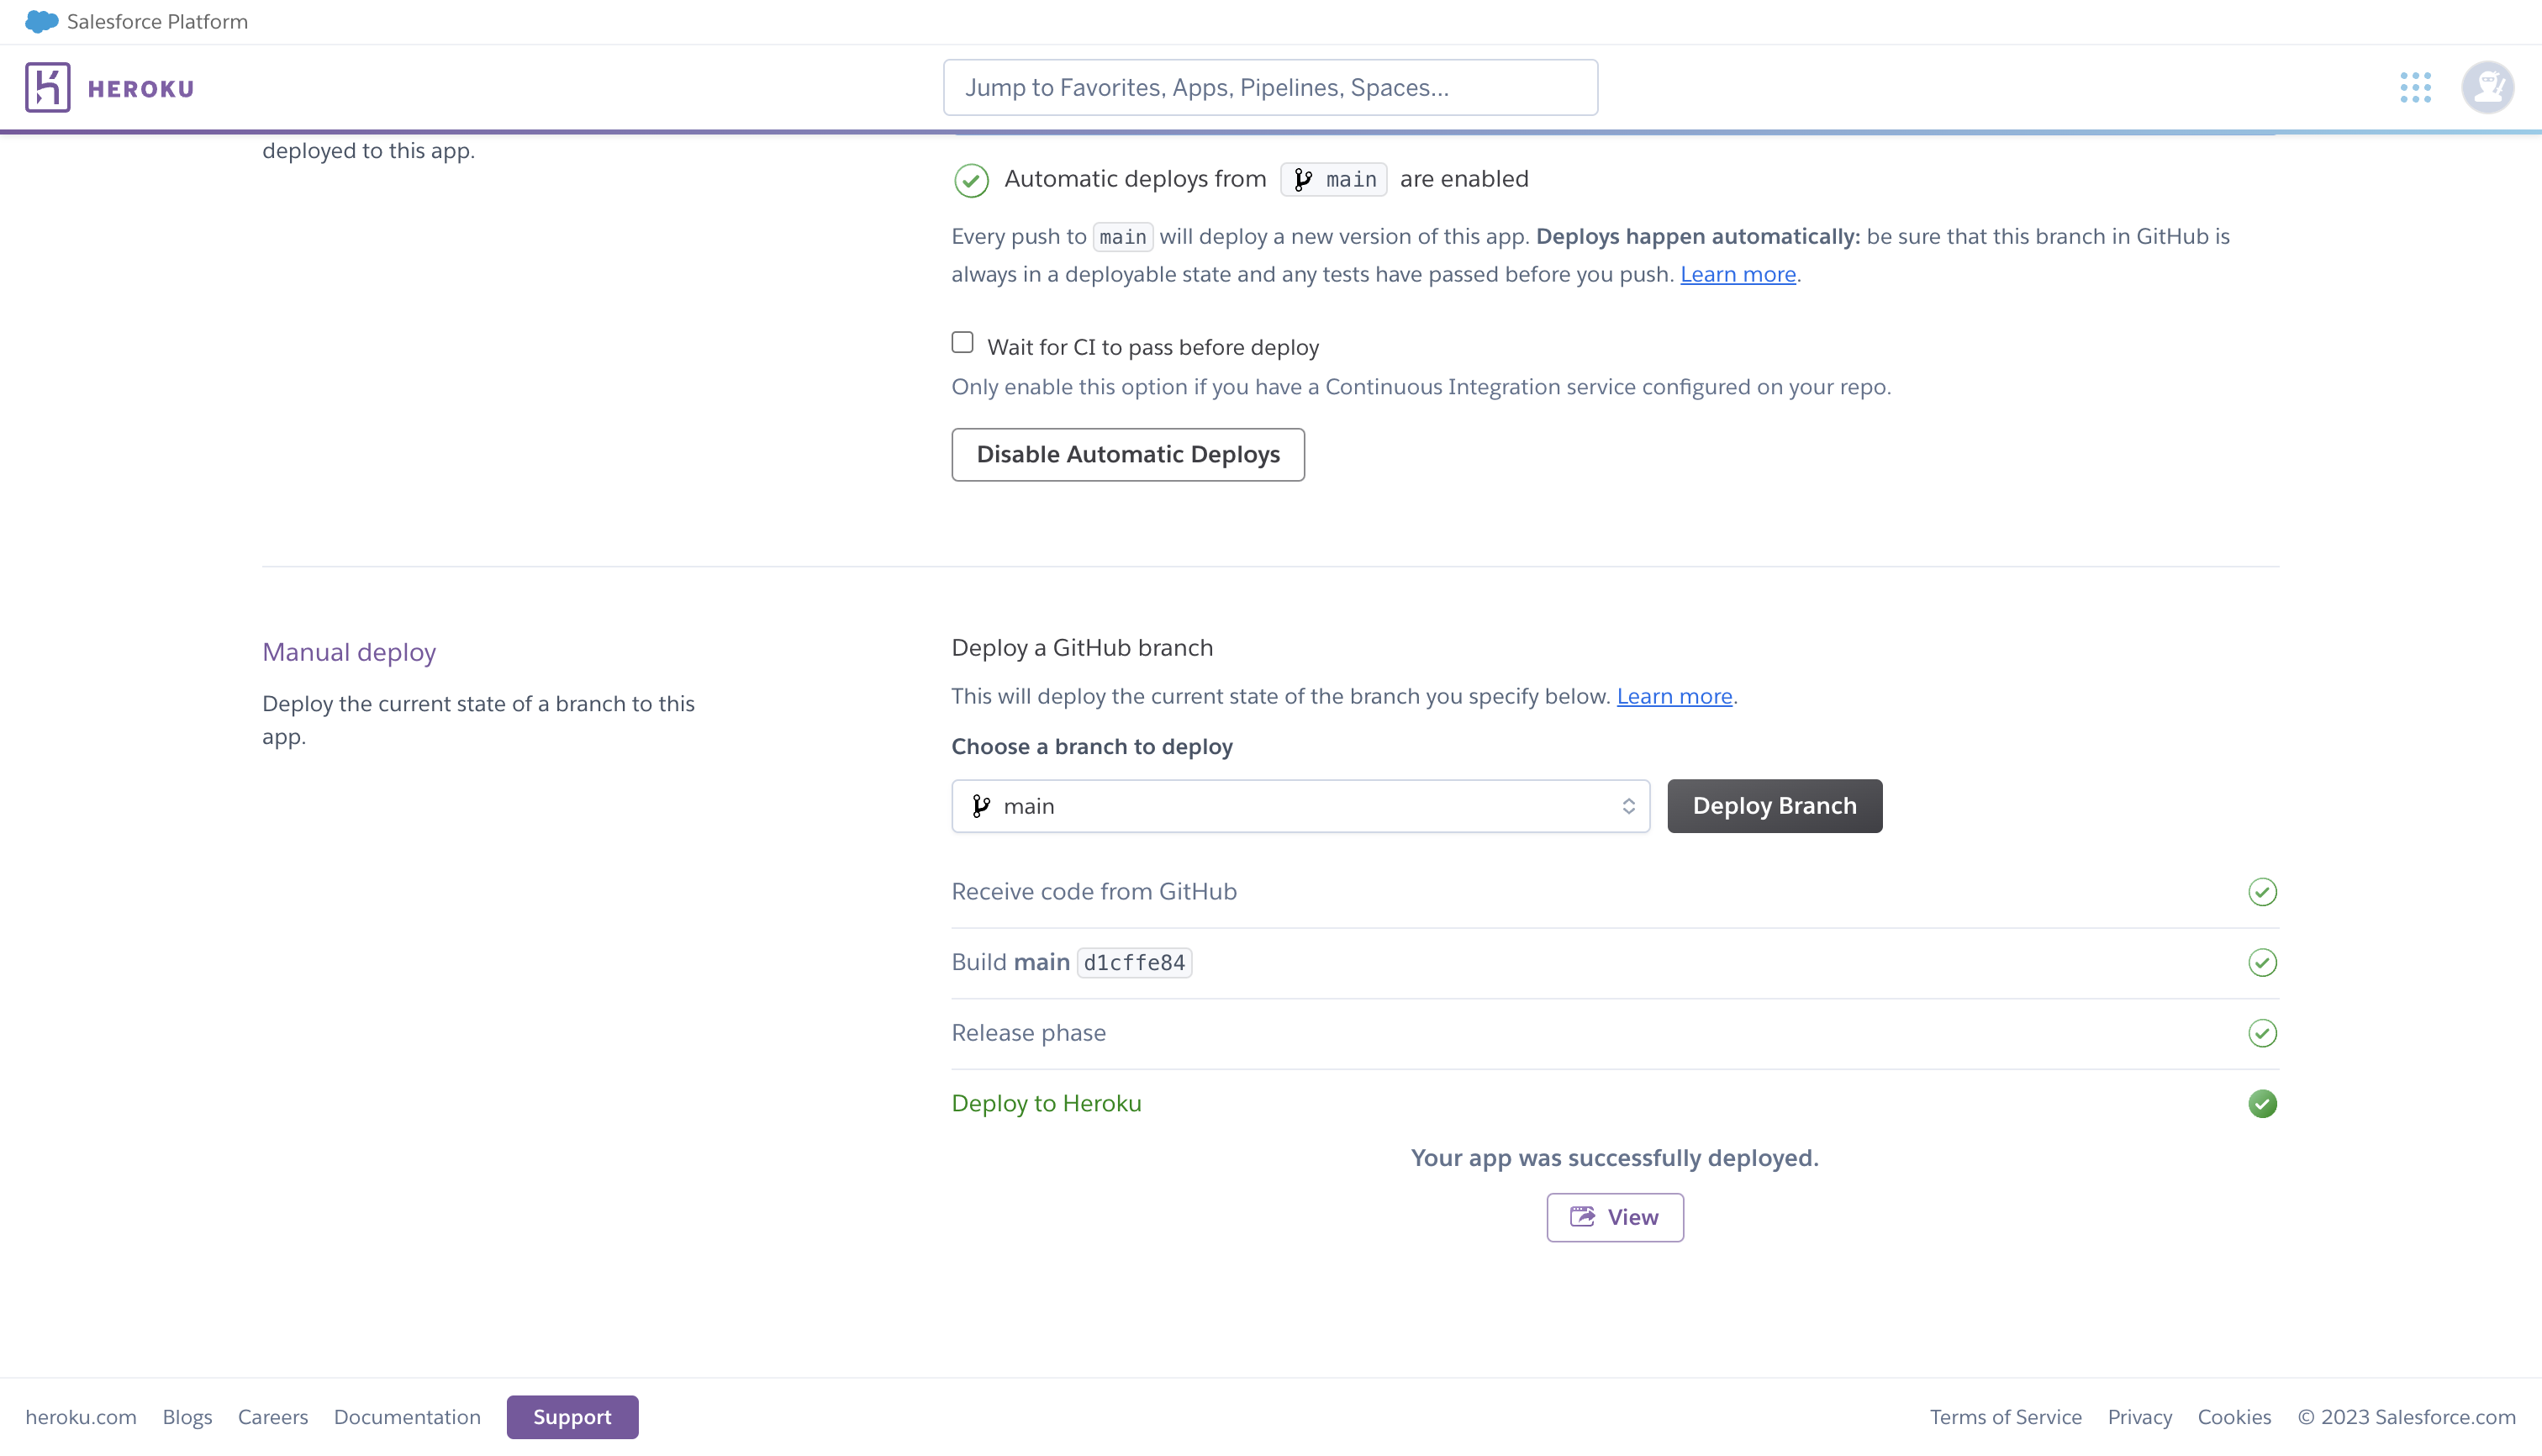 Salesforce Platform
HEROKU
Jump to Favorites, Apps, Pipelines, Spaces...
deployed to this app.
Automatic deploys from main are enabled
Every push to main will deploy a new version of this app. Deploys happen automatically: be sure that this branch in GitHub is
always in a deployable state and any tests have passed before you push. Learn more.
Wait for CI to pass before deploy
Only enable this option if you have a Continuous Integration service configured on your repo.
Disable Automatic Deploys
Manual deploy
Deploy the current state of a branch to this
app.
Deploy a GitHub branch
This will deploy the current state of the branch you specify below. Learn more.
Choose a branch to deploy
main
Deploy Branch
Receive code from GitHub
Build main d1cffe84
Release phase
Deploy to Heroku
Your app was successfully deployed.
View
heroku.com Blogs Careers Documentation Support
Terms of Service Privacy Cookies © 2023 Salesforce.com